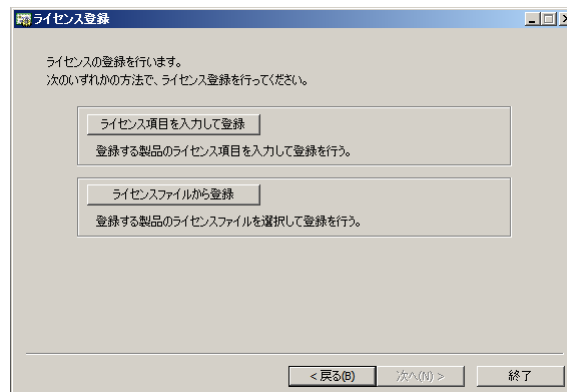 ライセンス登録
ライセンスの登録を行います。
次のいずれかの方法で、ライセンス登録を行ってください。
ライセンス項目を入力して登録
登録する製品のライセンス項目を入力して登録を行う。
ライセンスファイルから登録
登録する製品のライセンスファイルを選択して登録を行う。
< 戻る(B) 次へ(N) > 終了